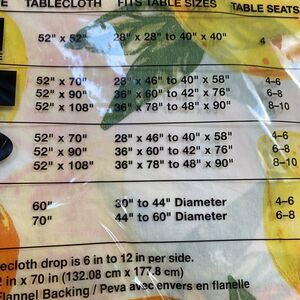 E TABLECLOTH FITS TABLE SIZES TABLE SEATS
52" x 52" 28" x 28" to 40" x 40" 4
52" x 70" 28" x 46" to 40" x 58" 4–6
52" x 90" 36" x 60" to 42" x 76" 6–8
52" x 108" 36" x 78" to 48" x 90" 8–10
52" x 70" 28" x 46" to 40" x 58" 4–6
52" x 90" 36" x 60" to 42" x 76" 6–8
52" x 108" 36" x 78" to 48" x 90" 8–10
60" 30" to 44" Diameter 4–6
70" 44" to 60" Diameter 6–8
ecloth drop is 6 in to 12 in per side.
2 in x 70 in (132.08 cm x 177.8 cm)
Flannel Backing / Peva avec envers en flanelle